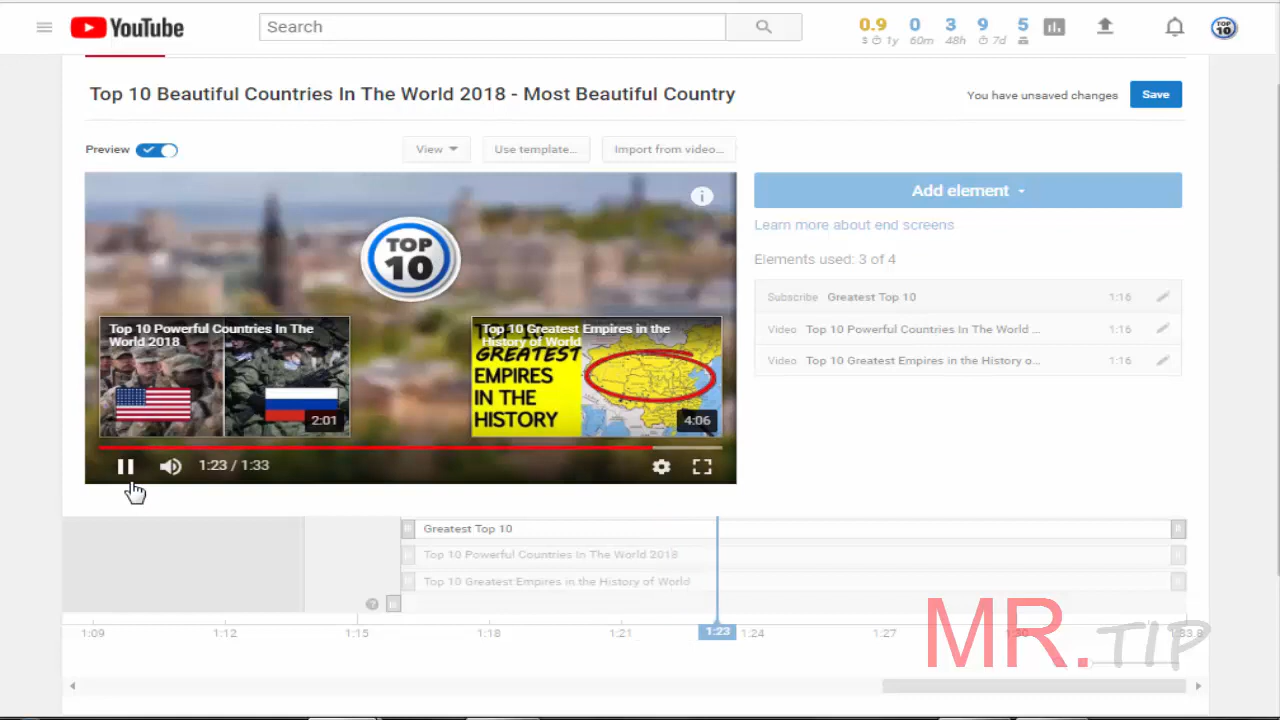 YouTube
Search
0.9 0 3 9 5
$ 1y 60m 48h 7d
TOP
10
Top 10 Beautiful Countries In The World 2018 - Most Beautiful Country
You have unsaved changes
Save
Preview
View
Use template...
Import from video...
Add element
Learn more about end screens
Elements used: 3 of 4
Subscribe Greatest Top 10 1:16
Video Top 10 Powerful Countries In The World ... 1:16
Video Top 10 Greatest Empires in the History o... 1:16
i
TOP
10
Top 10 Powerful Countries In The
World 2018
2:01
Top 10 Greatest Empires in the
History of World
GREATEST
EMPIRES
IN THE
HISTORY
4:06
1:23 / 1:33
Greatest Top 10
Top 10 Powerful Countries In The World 2018
Top 10 Greatest Empires in the History of World
?
1:09 1:12 1:15 1:18 1:21 1:23 1:24 1:27 1:30 1:33.8
MR.TIP